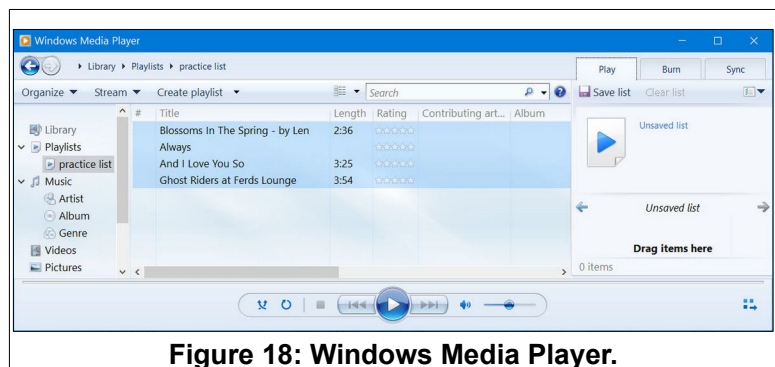 Windows Media Player
Library Playlists practice list
Play Burn Sync
Organize Stream Create playlist Search Save list Clear list
# Title Length Rating Contributing art... Album
Library
Playlists
practice list
Music
Artist
Album
Genre
Videos
Pictures
Blossoms In The Spring - by Len 2:36
Always
And I Love You So 3:25
Ghost Riders at Ferds Lounge 3:54
Unsaved list
Unsaved list
Drag items here
0 items
Figure 18: Windows Media Player.